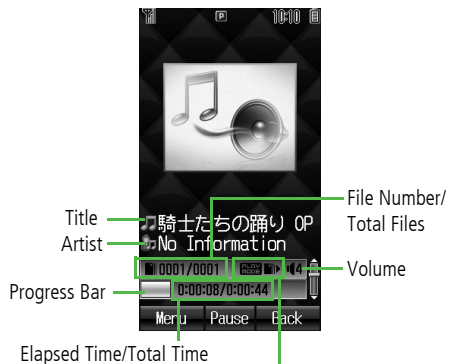 P 10:10
騎士たちの踊り OP
No Information
0001/0001 PLAY MODE
0:00:08/0:00:44
Menu Pause Back
Title
Artist
Progress Bar
Elapsed Time/Total Time
File Number/
Total Files
Volume